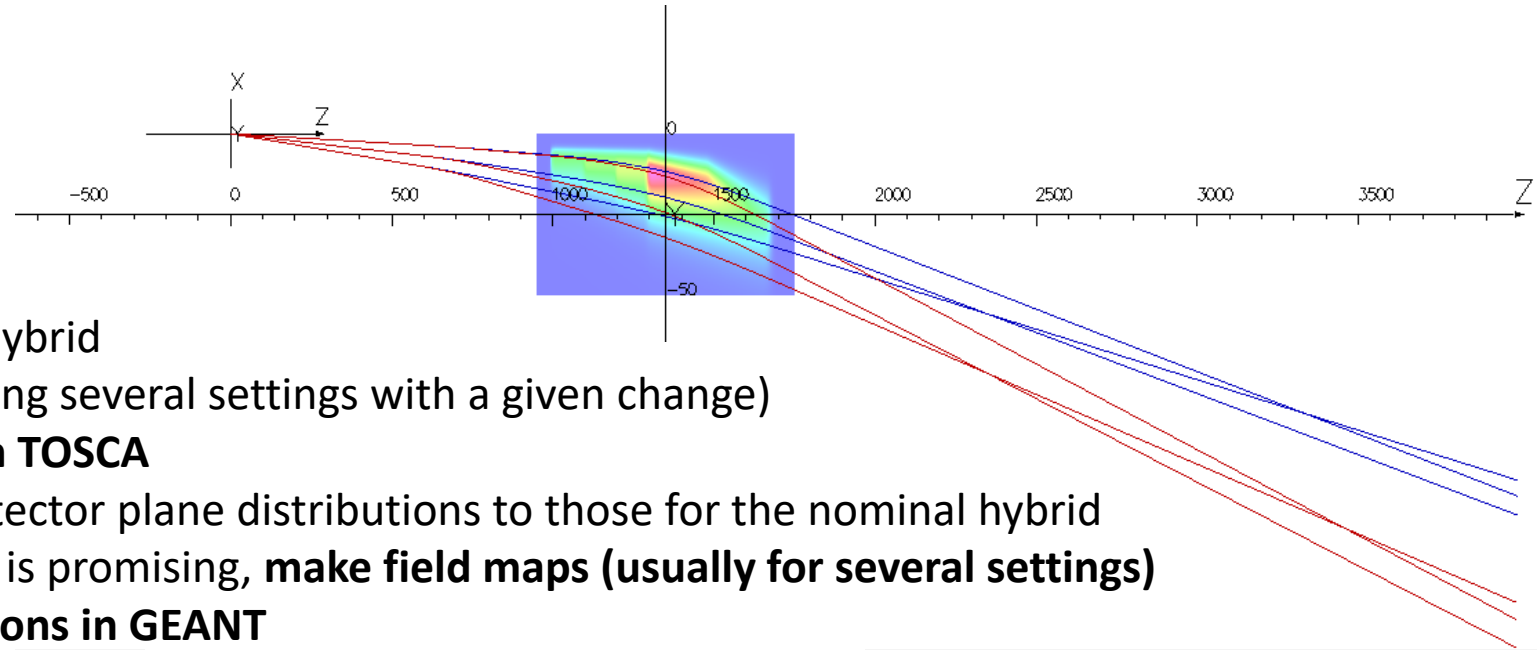 X
Z
Y
0
−500 0 500 1000 1500 2000 2500 3000 3500 Z
Y
−50
ybrid
ng several settings with a given change)
TOSCA
tector plane distributions to those for the nominal hybrid
is promising, make field maps (usually for several settings)
ons in GEANT